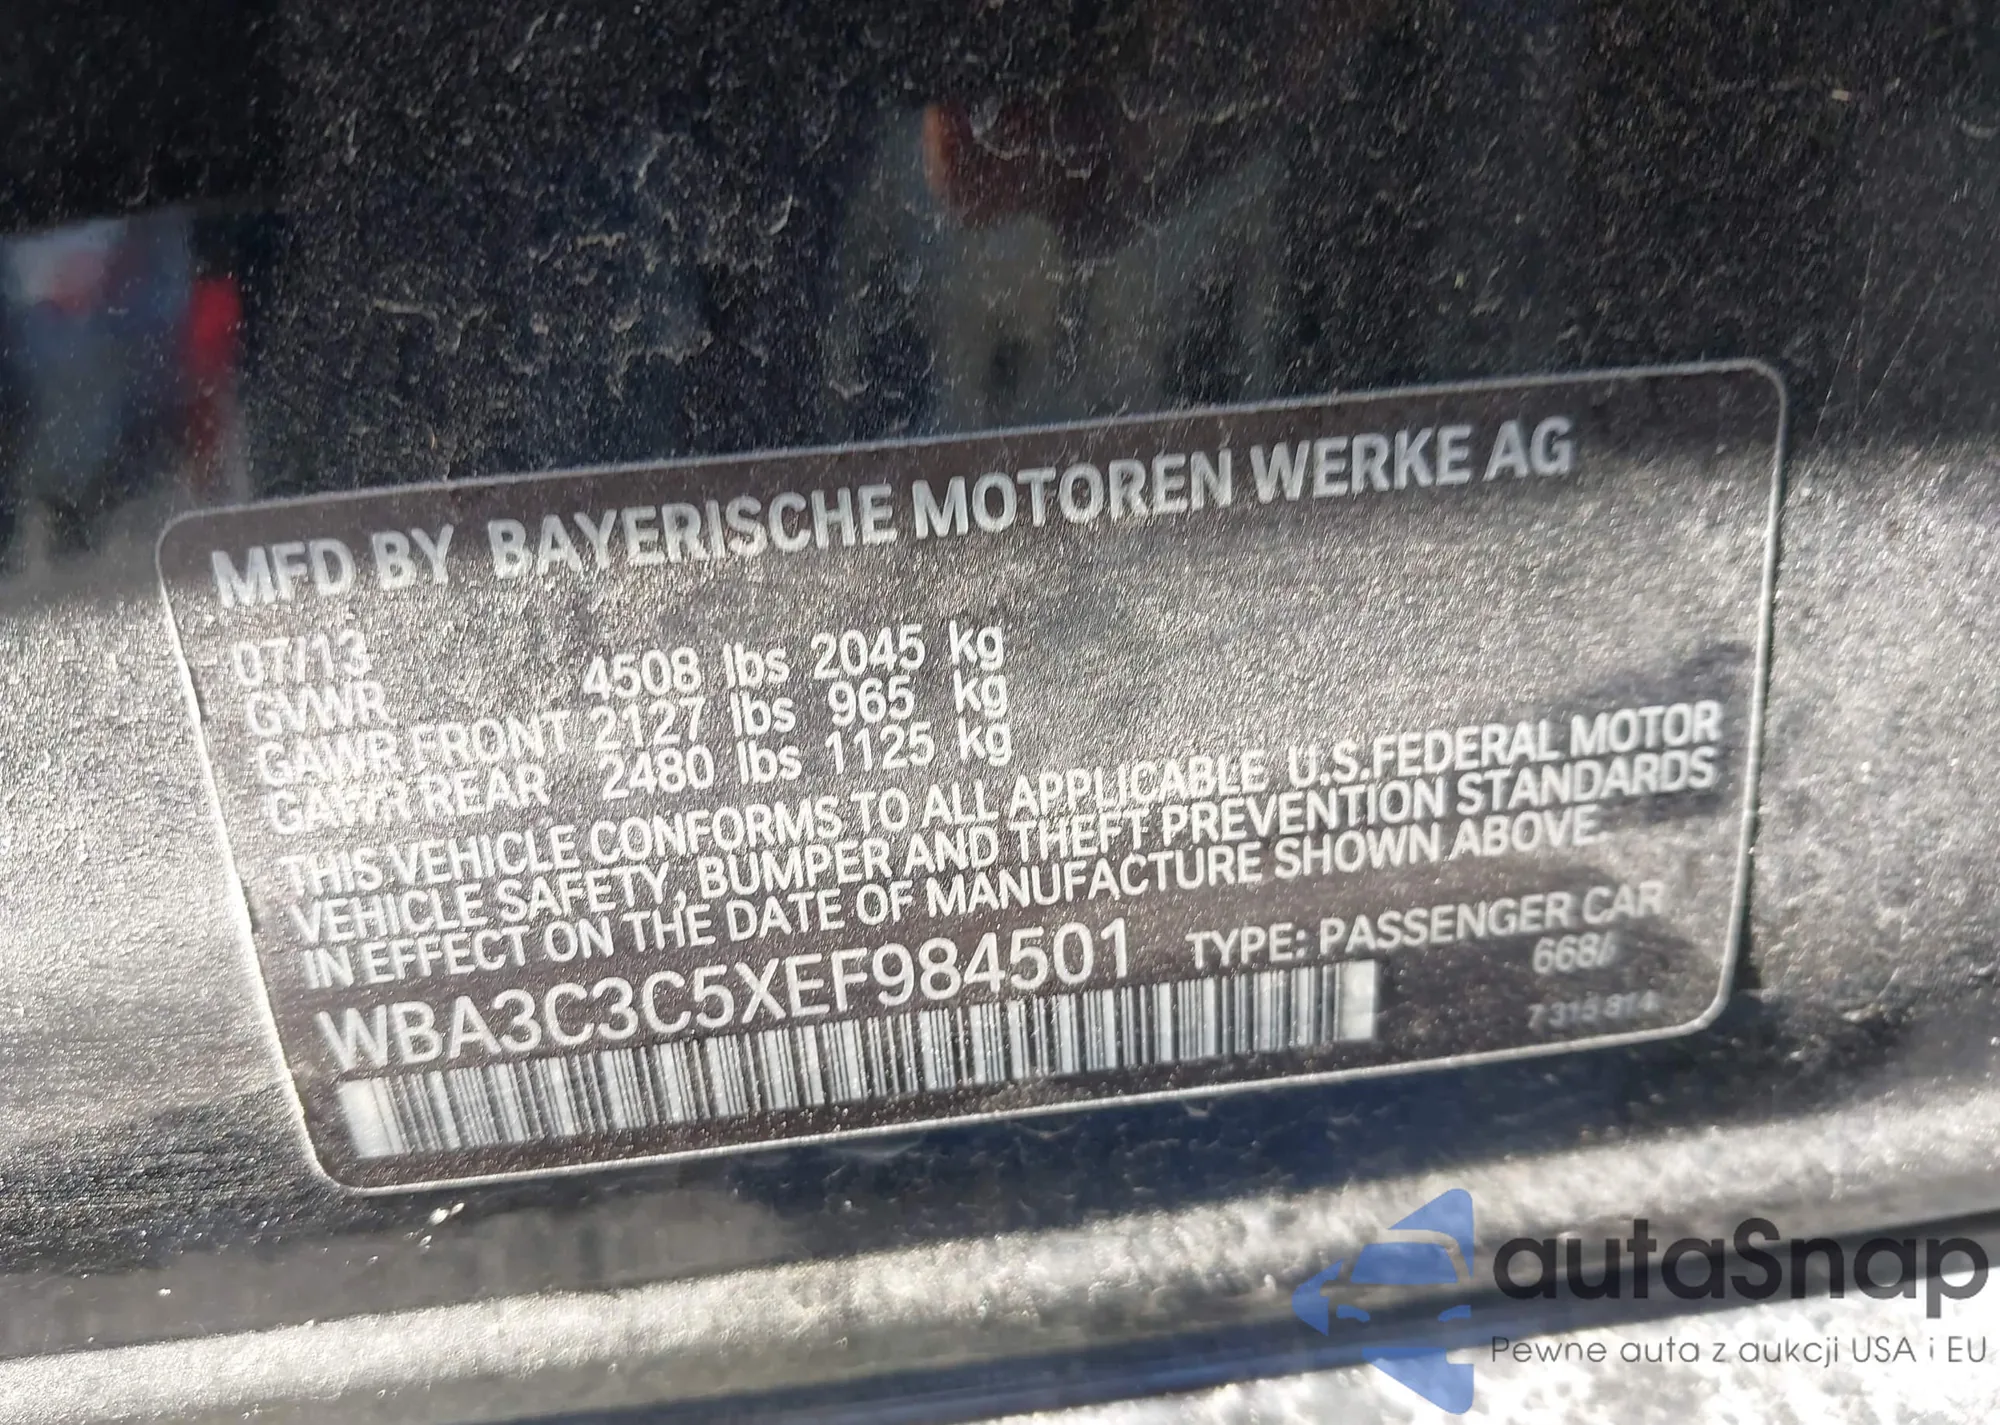 MFD BY BAYERISCHE MOTOREN WERKE AG
07/13
GVWR 4508 lbs 2045 kg
GAWR FRONT 2127 lbs 965 kg
GAWR REAR 2480 lbs 1125 kg
THIS VEHICLE CONFORMS TO ALL APPLICABLE U.S.FEDERAL MOTOR
VEHICLE SAFETY, BUMPER AND THEFT PREVENTION STANDARDS
IN EFFECT ON THE DATE OF MANUFACTURE SHOWN ABOVE.
WBA3C3C5XEF984501 TYPE: PASSENGER CAR
autaSnap
Pewne auta z aukcji USA i EU